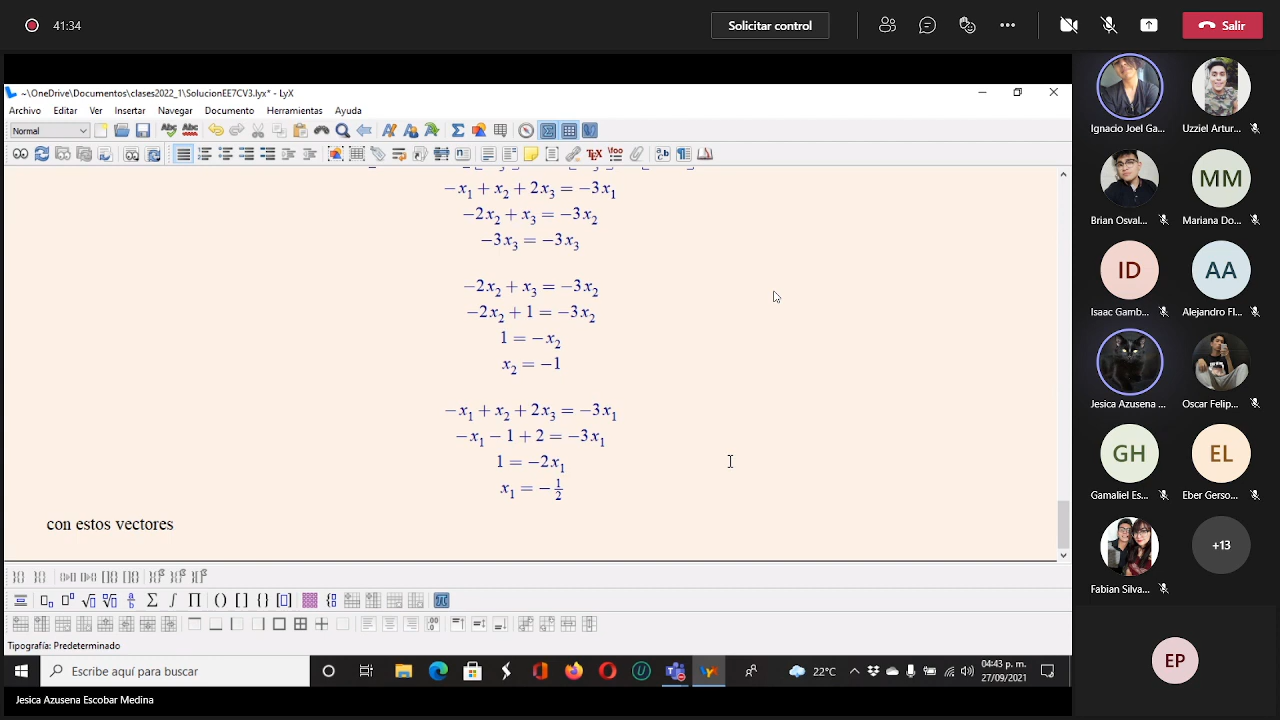 41:34
Solicitar control
Salir
~\OneDrive\Documentos\clases2022_1\SolucionEE7CV3.lyx* - LyX
Archivo Editar Ver Insertar Navegar Documento Herramientas Ayuda
Normal
−x₁ + x₂ + 2x₃ = −3x₁
−2x₂ + x₃ = −3x₂
−3x₃ = −3x₃
−2x₂ + x₃ = −3x₂
−2x₂ + 1 = −3x₂
1 = −x₂
x₂ = −1
−x₁ + x₂ + 2x₃ = −3x₁
−x₁ − 1 + 2 = −3x₁
1 = −2x₁
x₁ = −1/2
con estos vectores
Tipografía: Predeterminado
Escribe aquí para buscar
22°C
04:43 p. m.
27/09/2021
Jesica Azusena Escobar Medina
Ignacio Joel Ga...
Uzziel Artur...
Brian Osval...
MM
Mariana Do...
ID
Isaac Gamb...
AA
Alejandro Fl...
Jesica Azusena ...
Oscar Felip...
GH
Gamaliel Es...
EL
Eber Gerso...
Fabian Silva...
+13
EP